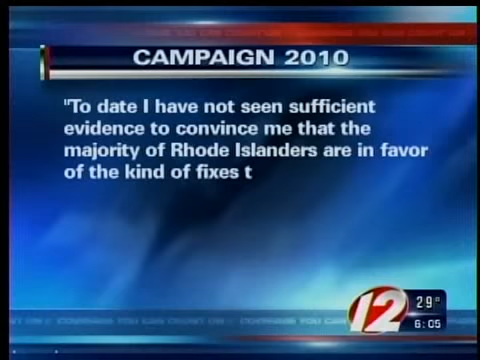 CAMPAIGN 2010
"To date I have not seen sufficient
evidence to convince me that the
majority of Rhode Islanders are in favor
of the kind of fixes t
12
29°
6:05